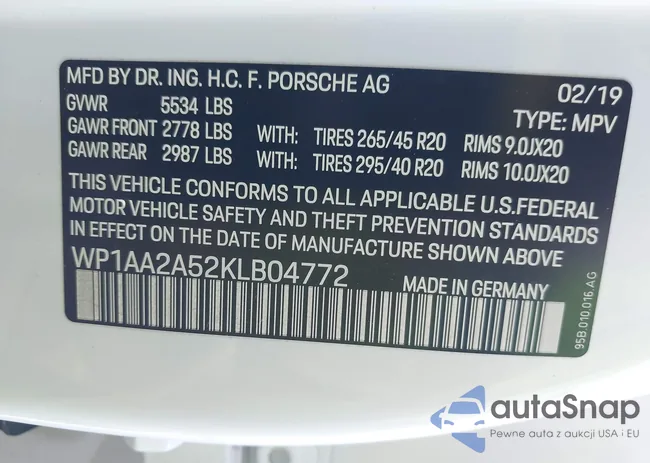 MFD BY DR. ING. H.C. F. PORSCHE AG 02/19
GVWR 5534 LBS TYPE: MPV
GAWR FRONT 2778 LBS WITH: TIRES 265/45 R20 RIMS 9.0JX20
GAWR REAR 2987 LBS WITH: TIRES 295/40 R20 RIMS 10.0JX20
THIS VEHICLE CONFORMS TO ALL APPLICABLE U.S.FEDERAL
MOTOR VEHICLE SAFETY AND THEFT PREVENTION STANDARDS
IN EFFECT ON THE DATE OF MANUFACTURE SHOWN ABOVE
WP1AA2A52KLB04772 MADE IN GERMANY
95B.010.016.AG
autaSnap
Pewne auta z aukcji USA i EU